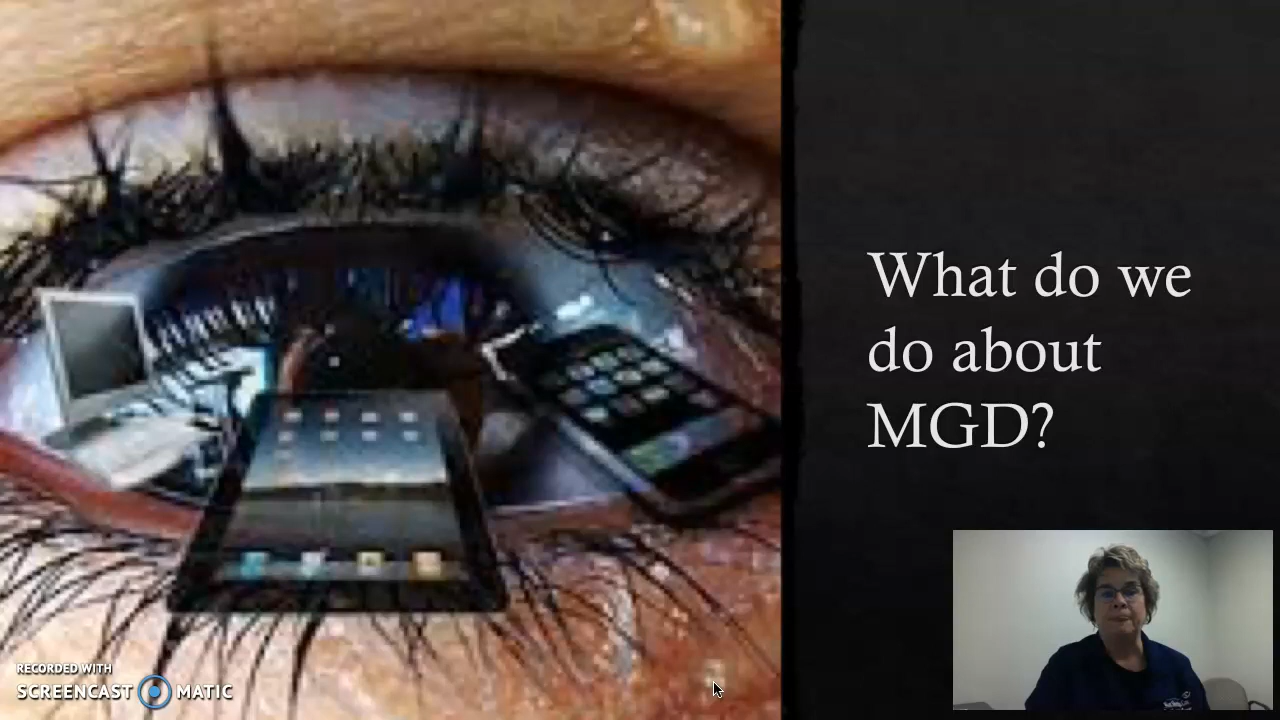 What do we
do about
MGD?
RECORDED WITH
SCREENCAST MATIC